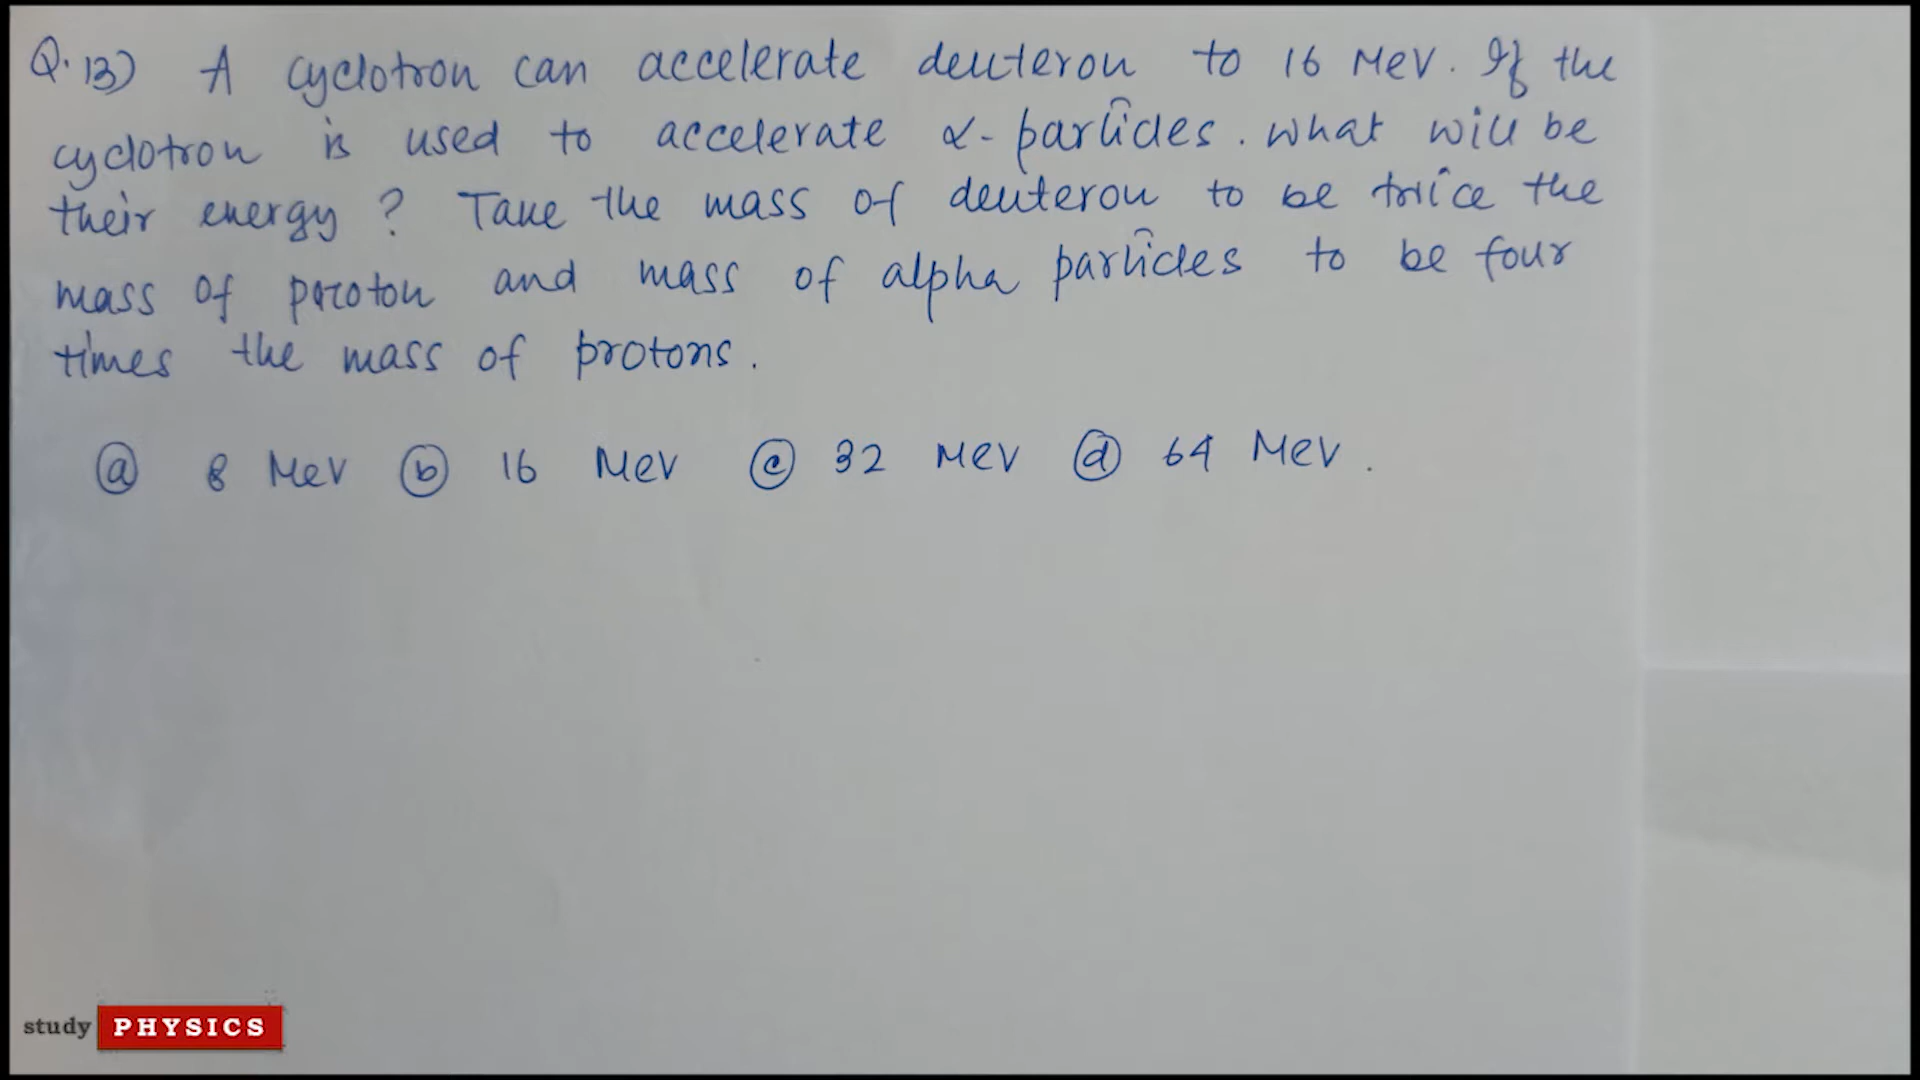 Q.13) A cyclotron can accelerate deuteron to 16 MeV. If the
cyclotron is used to accelerate α-particles. what will be
their energy? Take the mass of deuteron to be twice the
mass of proton and mass of alpha particles to be four
times the mass of protons.
(a) 8 MeV (b) 16 MeV (c) 32 MeV (d) 64 MeV.
study PHYSICS